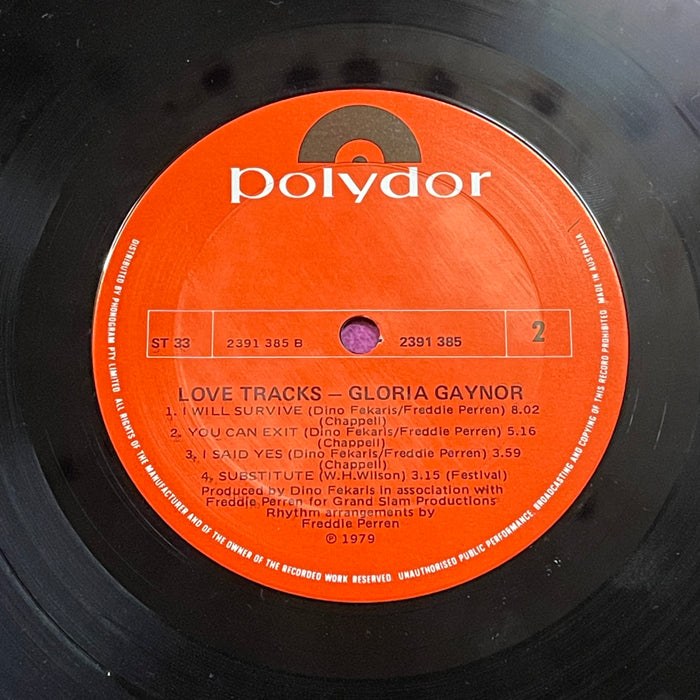 polydor
ST 33 2391 385 B 2391 385 2
LOVE TRACKS – GLORIA GAYNOR
1. I WILL SURVIVE (Dino Fekaris/Freddie Perren) 8.02
(Chappell)
2. YOU CAN EXIT (Dino Fekaris/Freddie Perren) 5.16
(Chappell)
3. I SAID YES (Dino Fekaris/Freddie Perren) 3.59
(Chappell)
4. SUBSTITUTE (W.H.Wilson) 3.15 (Festival)
Produced by Dino Fekaris in association with
Freddie Perren for Grand Slam Productions
Rhythm arrangements by
Freddie Perren
℗ 1979
DISTRIBUTED BY PHONOGRAM PTY LIMITED ALL RIGHTS OF THE MANUFACTURER AND OF THE OWNER OF THE RECORDED WORK RESERVED. UNAUTHORISED PUBLIC PERFORMANCE, BROADCASTING AND COPYING OF THIS RECORD PROHIBITED MADE IN AUSTRALIA